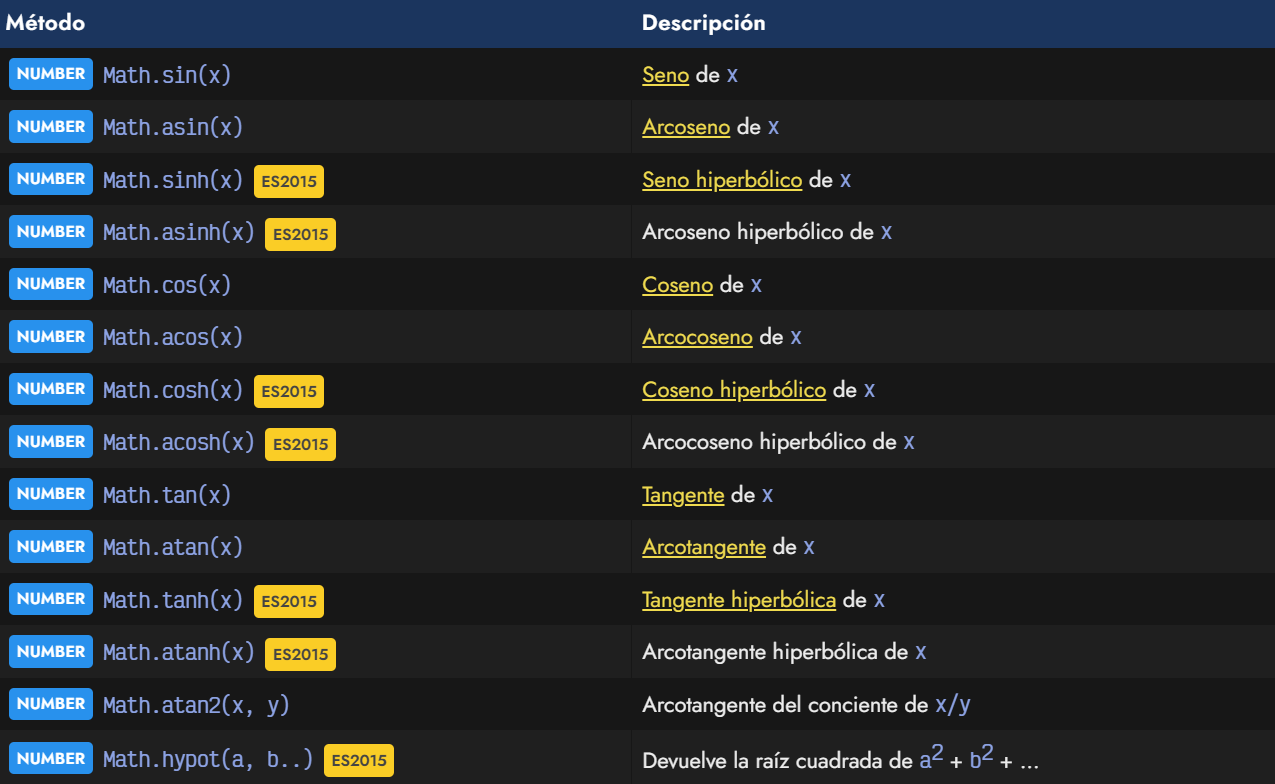 Método Descripción
NUMBER Math.sin(x) Seno de x
NUMBER Math.asin(x) Arcoseno de x
NUMBER Math.sinh(x) ES2015 Seno hiperbólico de x
NUMBER Math.asinh(x) ES2015 Arcoseno hiperbólico de x
NUMBER Math.cos(x) Coseno de x
NUMBER Math.acos(x) Arcocoseno de x
NUMBER Math.cosh(x) ES2015 Coseno hiperbólico de x
NUMBER Math.acosh(x) ES2015 Arcocoseno hiperbólico de x
NUMBER Math.tan(x) Tangente de x
NUMBER Math.atan(x) Arcotangente de x
NUMBER Math.tanh(x) ES2015 Tangente hiperbólica de x
NUMBER Math.atanh(x) ES2015 Arcotangente hiperbólica de x
NUMBER Math.atan2(x, y) Arcotangente del conciente de x/y
NUMBER Math.hypot(a, b..) ES2015 Devuelve la raíz cuadrada de a² + b² + ...